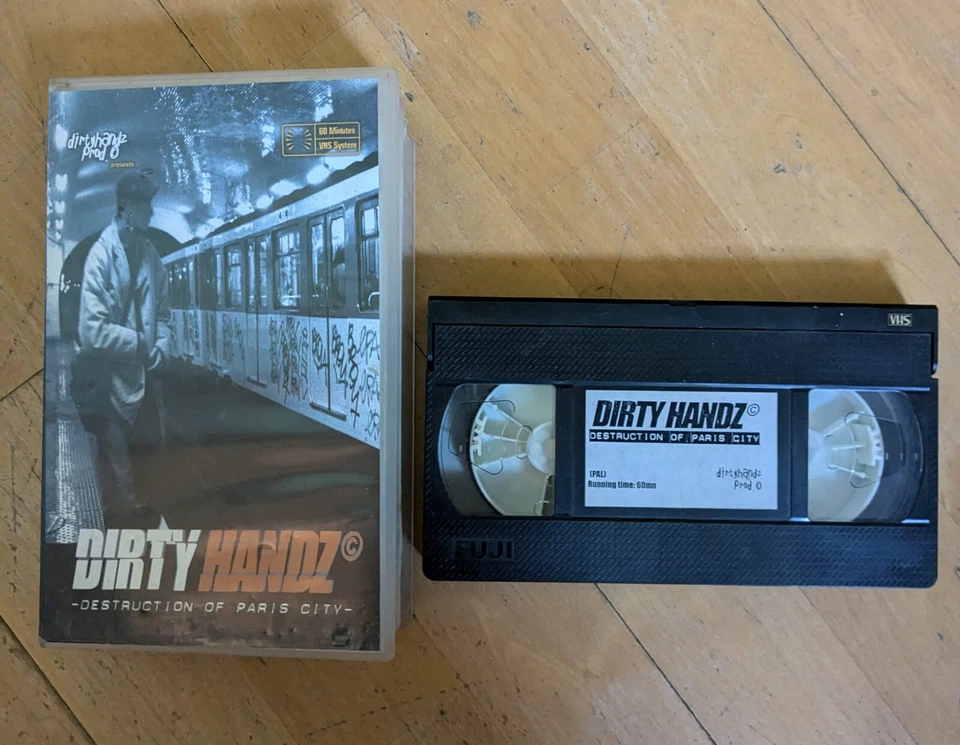 dirtyhandz
prod ©
presents
60 Minutes
VHS System
DIRTY HANDZ©
-DESTRUCTION OF PARIS CITY-
VHS
DIRTY HANDZ©
DESTRUCTION OF PARIS CITY
(PAL)
Running time: 60mn
dirtyhandz
prod ©
FUJI